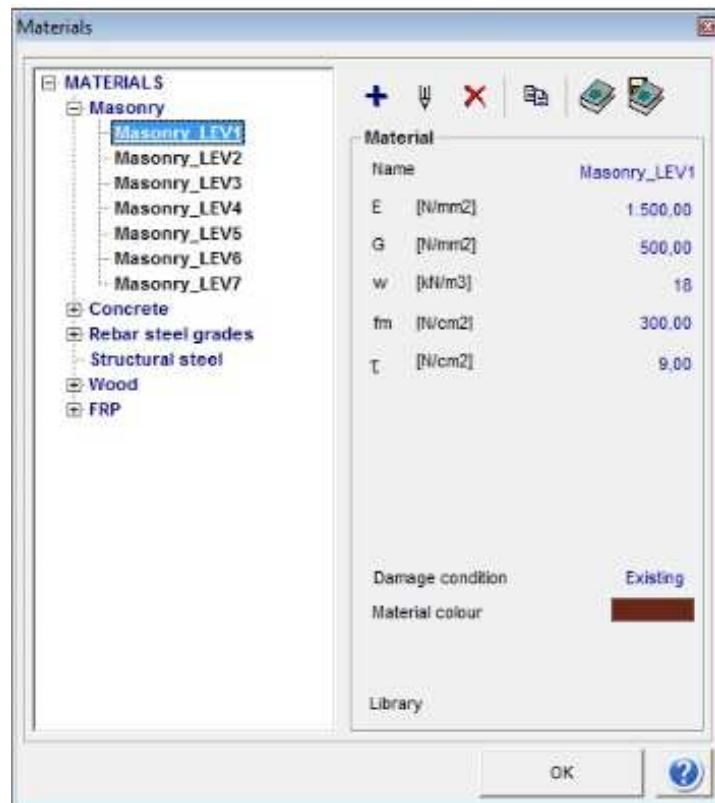 Materials
MATERIALS
Masonry
Masonry_LEV1
Masonry_LEV2
Masonry_LEV3
Masonry_LEV4
Masonry_LEV5
Masonry_LEV6
Masonry_LEV7
Concrete
Rebar steel grades
Structural steel
Wood
FRP
Material
Name Masonry_LEV1
E [N/mm2] 1.500,00
G [N/mm2] 500,00
w [kN/m3] 18
fm [N/cm2] 300,00
τ [N/cm2] 9,00
Damage condition Existing
Material colour
Library
OK
?